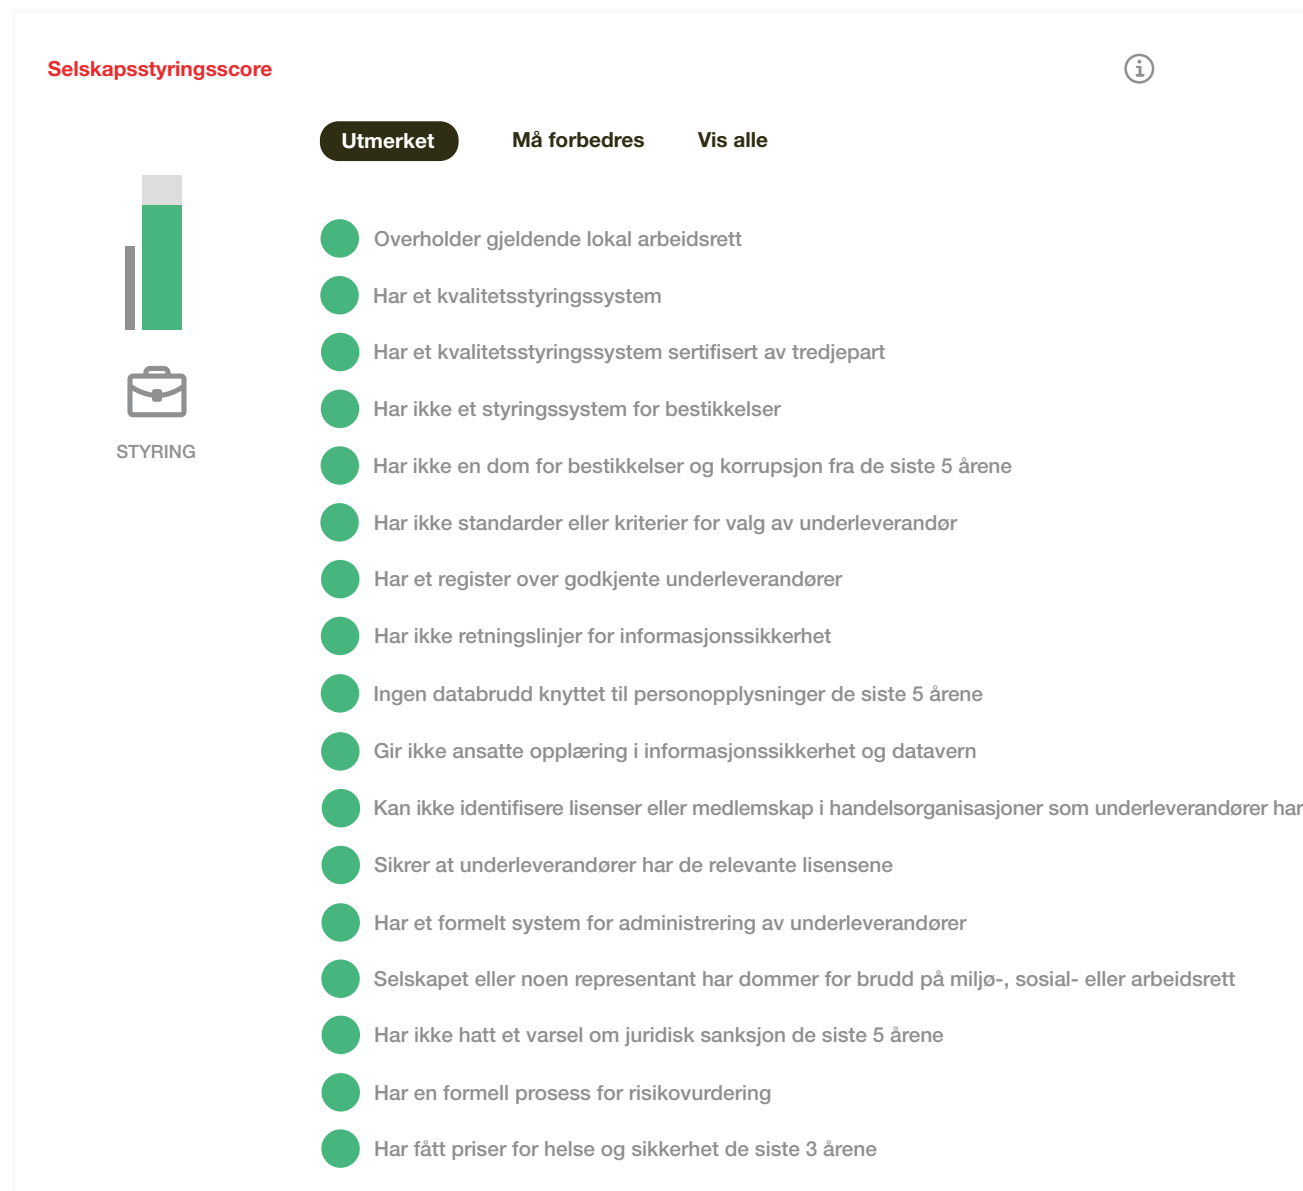 Selskapsstyringsscore
Utmerket
Må forbedres
Vis alle
Overholder gjeldende lokal arbeidsrett
Har et kvalitetsstyringssystem
Har et kvalitetsstyringssystem sertifisert av tredjepart
Har ikke et styringssystem for bestikkelser
STYRING
Har ikke en dom for bestikkelser og korrupsjon fra de siste 5 årene
Har ikke standarder eller kriterier for valg av underleverandør
Har et register over godkjente underleverandører
Har ikke retningslinjer for informasjonssikkerhet
Ingen databrudd knyttet til personopplysninger de siste 5 årene
Gir ikke ansatte opplæring i informasjonssikkerhet og datavern
Kan ikke identifisere lisenser eller medlemskap i handelsorganisasjoner som underleverandører har
Sikrer at underleverandører har de relevante lisensene
Har et formelt system for administrering av underleverandører
Selskapet eller noen representant har dommer for brudd på miljø-, sosial- eller arbeidsrett
Har ikke hatt et varsel om juridisk sanksjon de siste 5 årene
Har en formell prosess for risikovurdering
Har fått priser for helse og sikkerhet de siste 3 årene